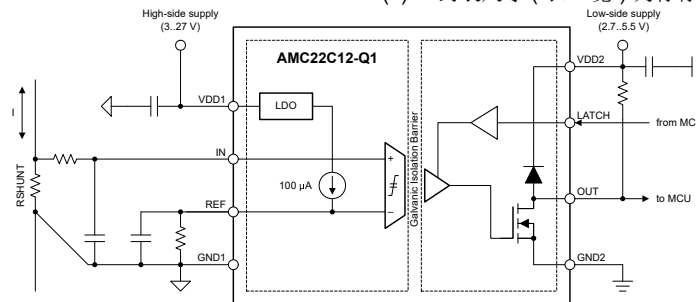 High-side supply
(3..27 V)
Low-side supply
(2.7..5.5 V)
AMC22C12-Q1
VDD1
LDO
VDD2
LATCH
from MC
I
IN
+
RSHUNT
100 μA
Galvanic Isolation Barrier
OUT
to MCU
REF
–
GND1
GND2